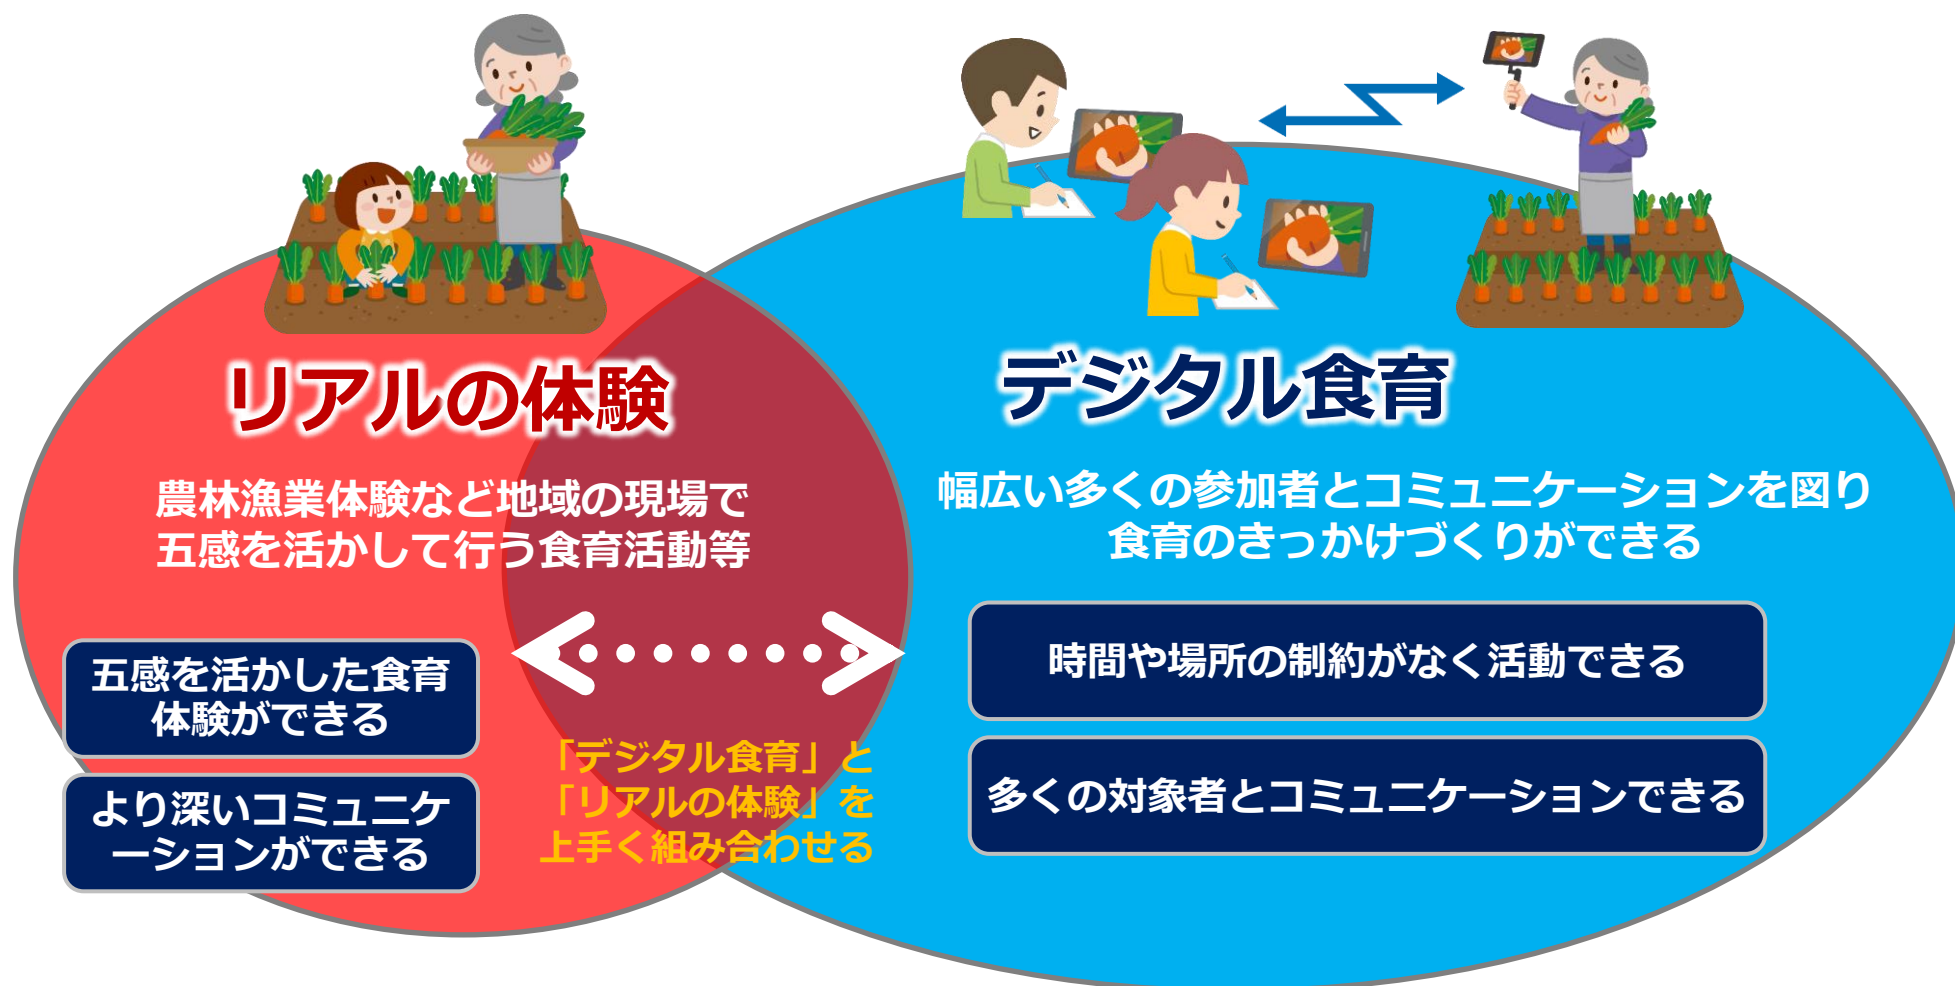 リアルの体験
農林漁業体験など地域の現場で
五感を活かして行う食育活動等
五感を活かした食育
体験ができる
より深いコミュニケ
ーションができる
「デジタル食育」と
「リアルの体験」を
上手く組み合わせる
デジタル食育
幅広い多くの参加者とコミュニケーションを図り
食育のきっかけづくりができる
時間や場所の制約がなく活動できる
多くの対象者とコミュニケーションできる